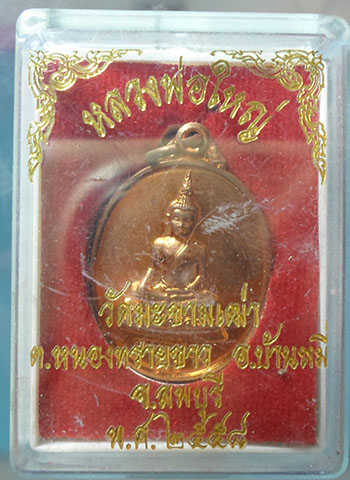 หลวงพ่อใหญ่
วัดมะขามเฒ่า
ต.หนองทรายขาว อ.บ้านหมี่
จ.ลพบุรี
พ.ศ.๒๕๕๘